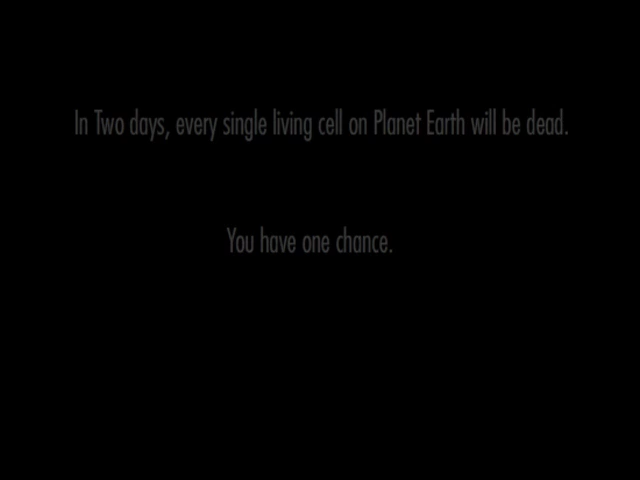 In Two days, every single living cell on Planet Earth will be dead.
You have one chance.